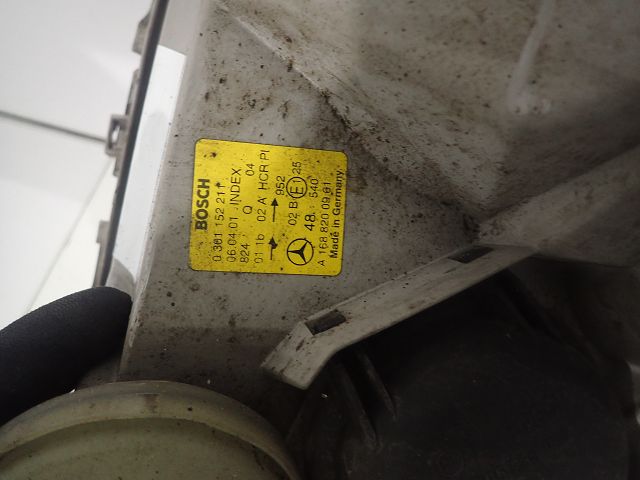 BOSCH
0 301 152 211
06.04.01 INDEX 04
824 Q
01 1b 02 A HCR PI
952
02 B E 25
48. 540
A 168 820 09 61
Made in Germany